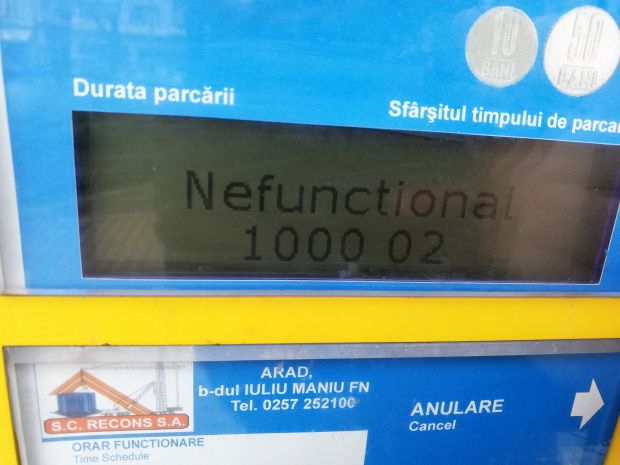 10
BANI
50
BANI
Durata parcării
Sfârşitul timpului de parcar
Nefunctional
1000 02
ARAD,
b-dul IULIU MANIU FN
Tel. 0257 252100
S.C. RECONS S.A.
ANULARE
Cancel
ORAR FUNCTIONARE
Time Schedule